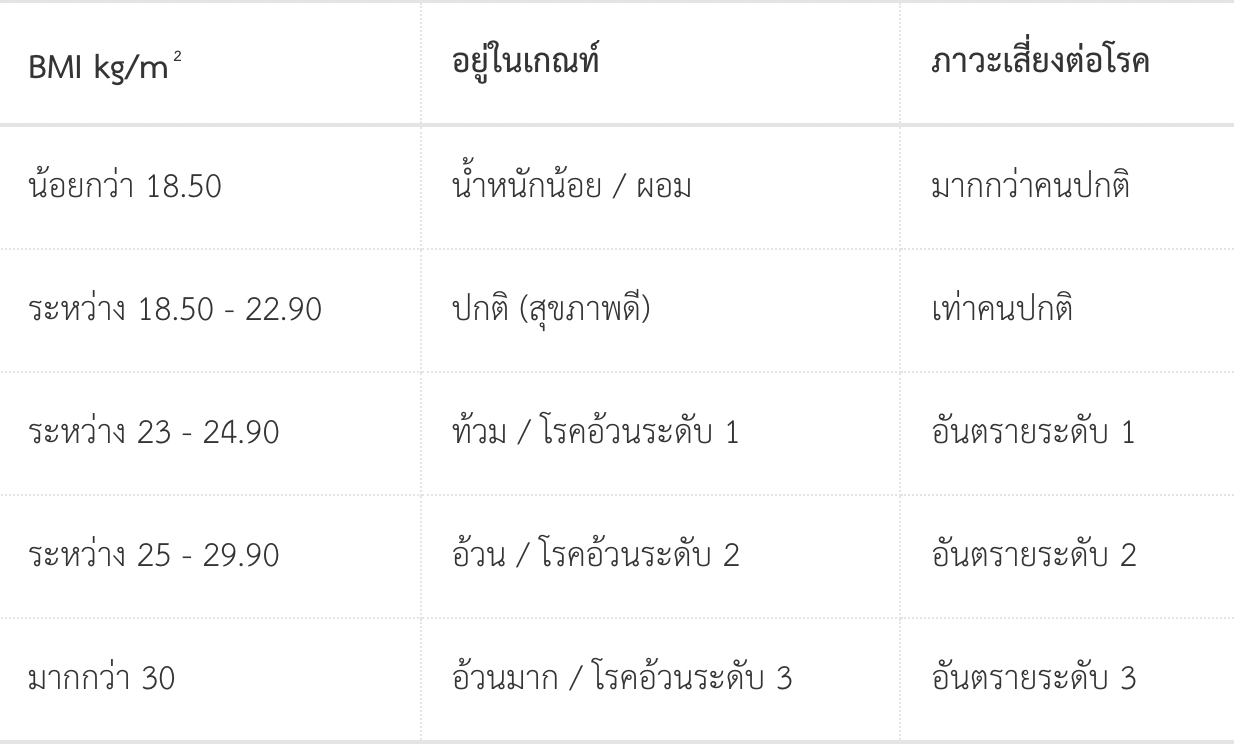 BMI kg/m² อยู่ในเกณท์ ภาวะเสี่ยงต่อโรค
น้อยกว่า 18.50 น้ำหนักน้อย / ผอม มากกว่าคนปกติ
ระหว่าง 18.50 - 22.90 ปกติ (สุขภาพดี) เท่าคนปกติ
ระหว่าง 23 - 24.90 ท้วม / โรคอ้วนระดับ 1 อันตรายระดับ 1
ระหว่าง 25 - 29.90 อ้วน / โรคอ้วนระดับ 2 อันตรายระดับ 2
มากกว่า 30 อ้วนมาก / โรคอ้วนระดับ 3 อันตรายระดับ 3